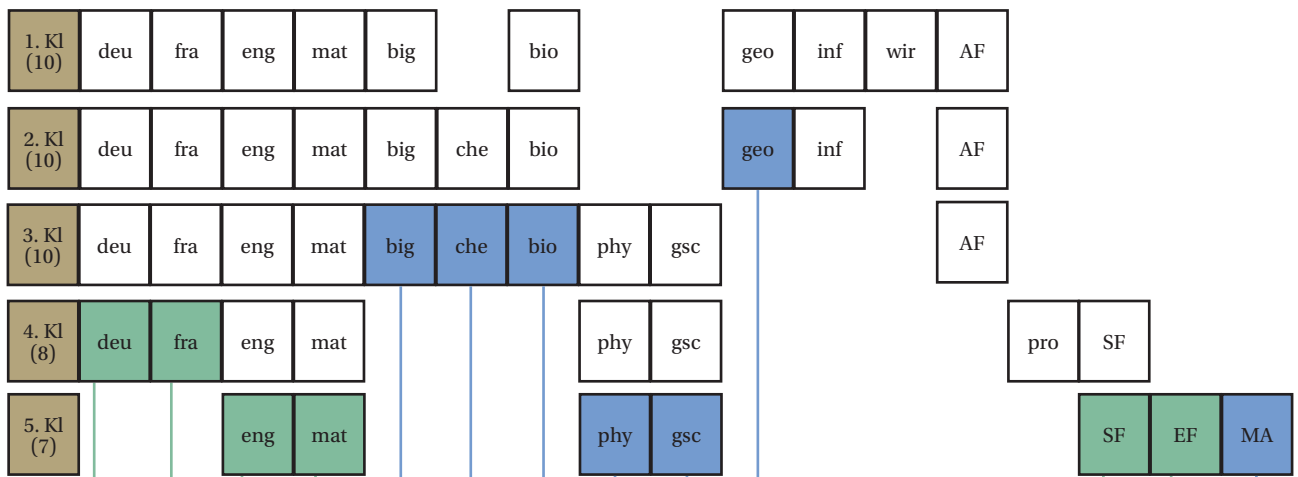 1. Kl
(10)
deu fra eng mat big bio geo inf wir AF
2. Kl
(10)
deu fra eng mat big che bio geo inf AF
3. Kl
(10)
deu fra eng mat big che bio phy gsc AF
4. Kl
(8)
deu fra eng mat phy gsc pro SF
5. Kl
(7)
eng mat phy gsc SF EF MA